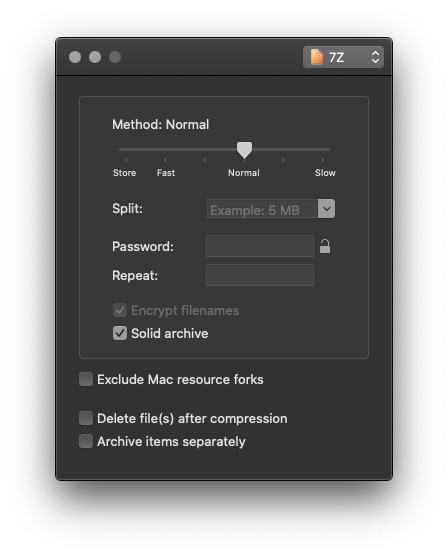 7Z
Method: Normal
Store Fast Normal Slow
Split: Example: 5 MB
Password:
Repeat:
Encrypt filenames
Solid archive
Exclude Mac resource forks
Delete file(s) after compression
Archive items separately